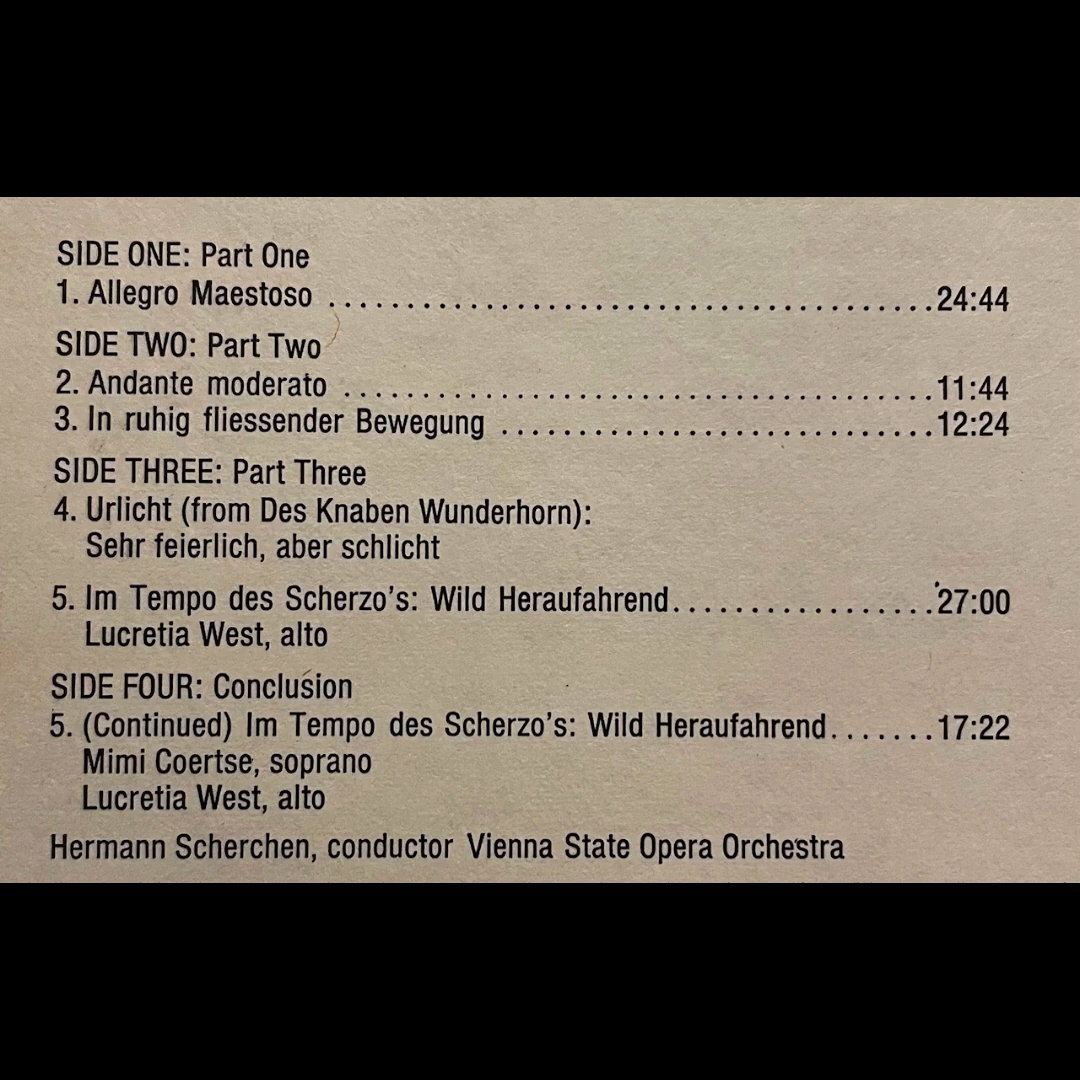 SIDE ONE: Part One
1. Allegro Maestoso ........................................24:44
SIDE TWO: Part Two
2. Andante moderato .......................................11:44
3. In ruhig fliessender Bewegung .............................12:24
SIDE THREE: Part Three
4. Urlicht (from Des Knaben Wunderhorn):
Sehr feierlich, aber schlicht
5. Im Tempo des Scherzo's: Wild Heraufahrend..................27:00
Lucretia West, alto
SIDE FOUR: Conclusion
5. (Continued) Im Tempo des Scherzo's: Wild Heraufahrend.......17:22
Mimi Coertse, soprano
Lucretia West, alto
Hermann Scherchen, conductor Vienna State Opera Orchestra